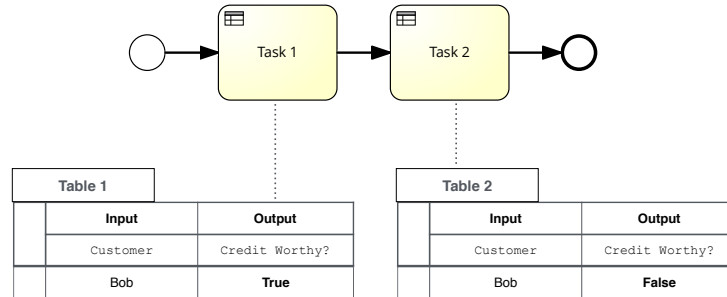 Task 1
Task 2
Table 1
Input Output
Customer Credit Worthy?
Bob True
Table 2
Input Output
Customer Credit Worthy?
Bob False